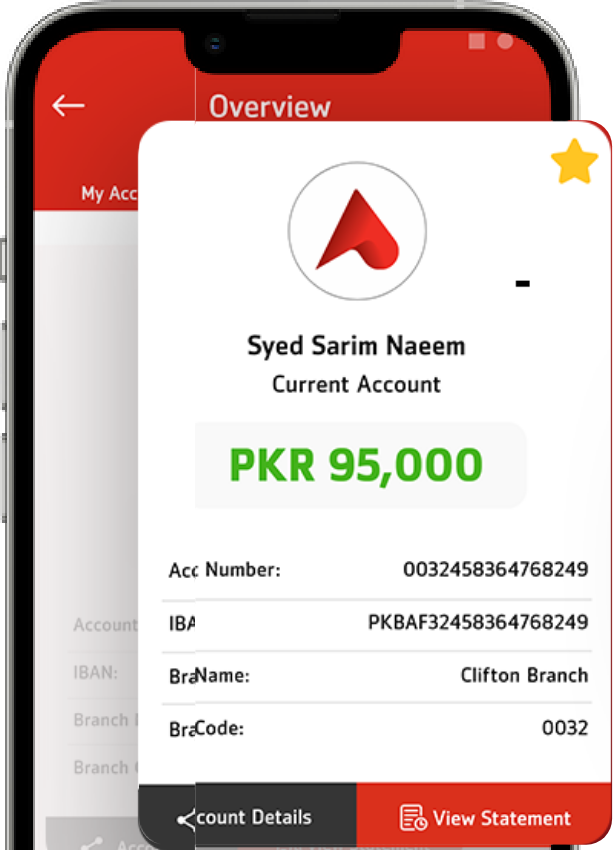 Overview
My Acc
Syed Sarim Naeem
Current Account
PKR 95,000
Acc Number: 0032458364768249
IBA PKBAF32458364768249
Bra Name: Clifton Branch
Bra Code: 0032
count Details View Statement
Account
IBAN:
Branch
Branch